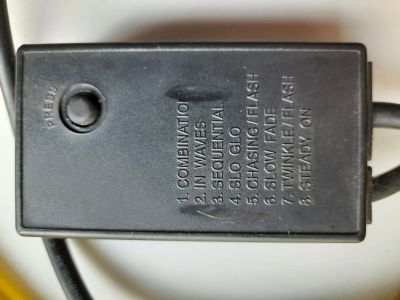 PRESS
1. COMBINATION
2. IN WAVES
3. SEQUENTIAL
4. SLO GLO
5. CHASING/FLASH
6. SLOW FADE
7. TWINKLE/FLASH
8. STEADY ON